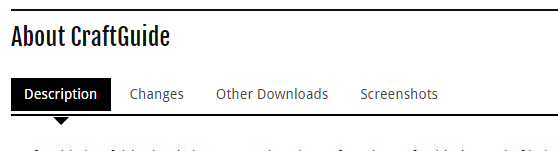 About CraftGuide
Description Changes Other Downloads Screenshots